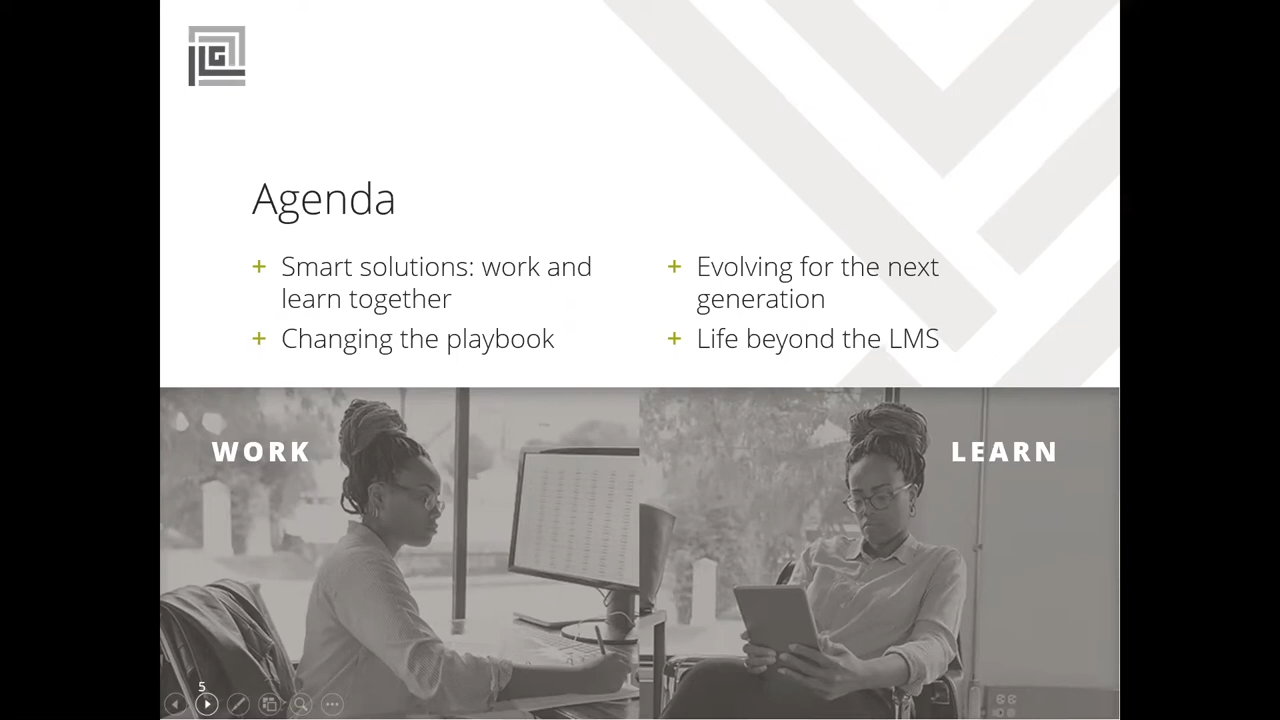 LG
Agenda
+ Smart solutions: work and
learn together
+ Changing the playbook
+ Evolving for the next
generation
+ Life beyond the LMS
WORK
LEARN
5